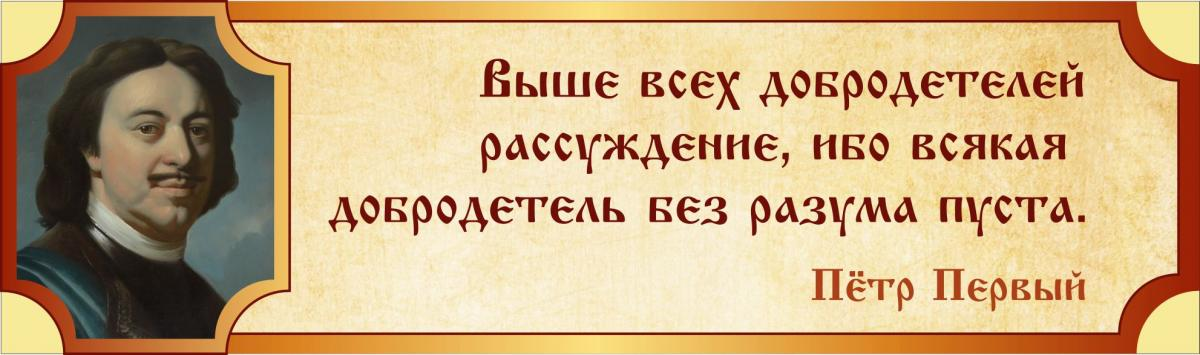 Выше всех добродетелей
рассуждение, ибо всякая
добродетель без разума пуста.
Пётр Первый